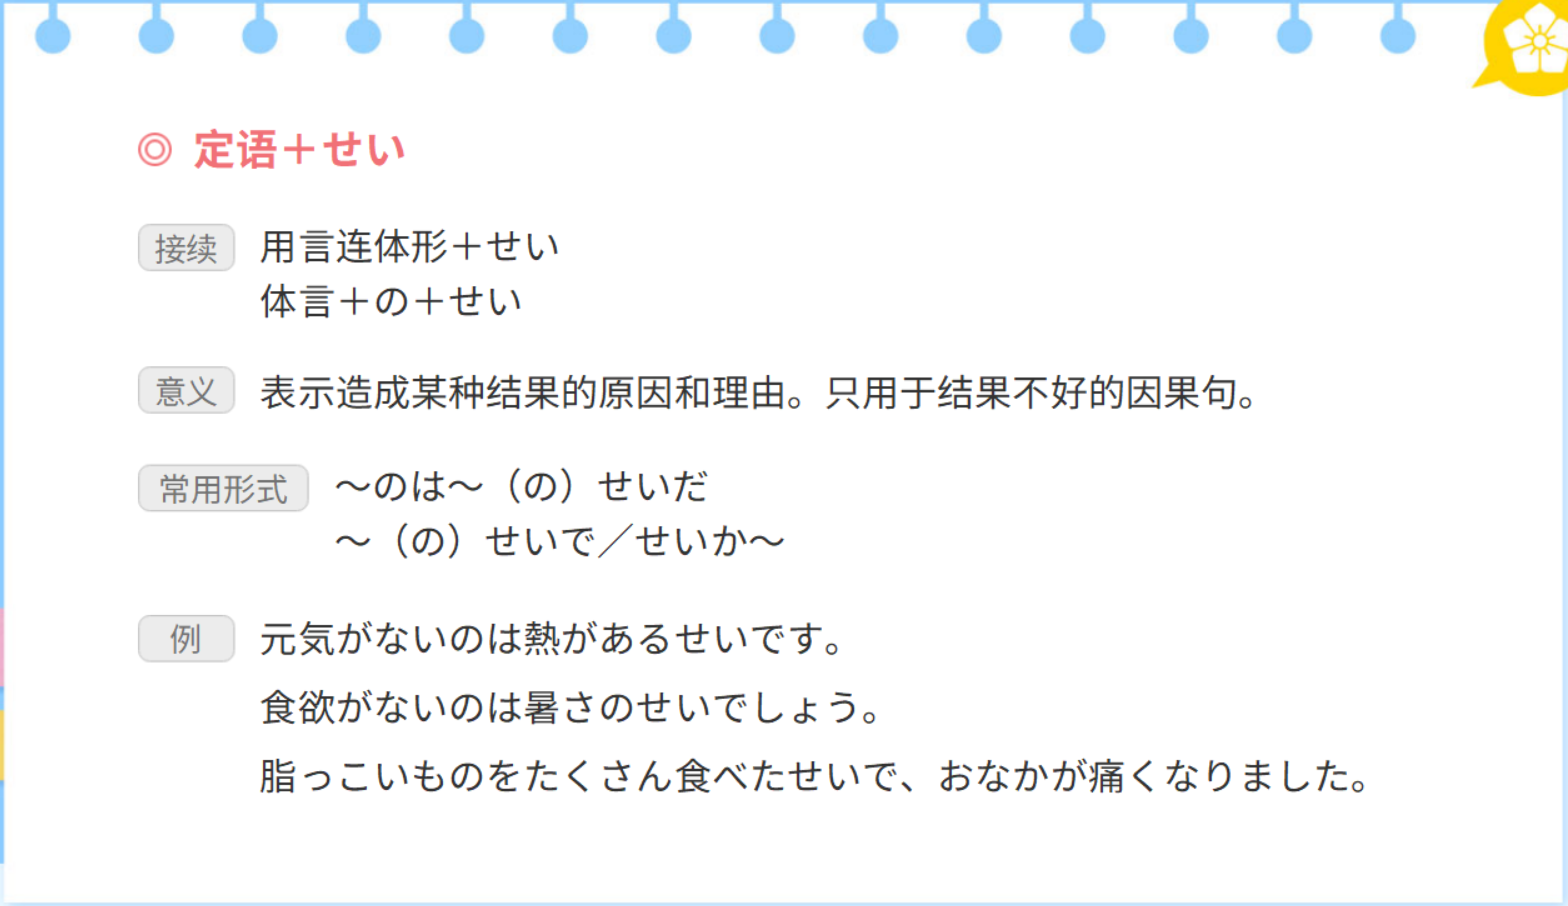 ◎ 定语＋せい
接续 用言连体形＋せい
体言＋の＋せい
意义 表示造成某种结果的原因和理由。只用于结果不好的因果句。
常用形式 ～のは～（の）せいだ
～（の）せいで／せいか～
例 元気がないのは熱があるせいです。
食欲がないのは暑さのせいでしょう。
脂っこいものをたくさん食べたせいで、おなかが痛くなりました。